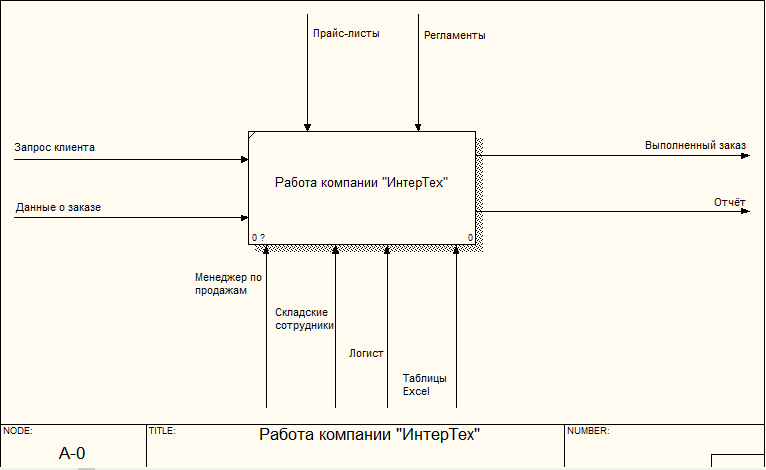 Прайс-листы
Регламенты
Запрос клиента
Выполненный заказ
Работа компании "ИнтерТех"
Данные о заказе
Отчёт
0 ?
0
Менеджер по
продажам
Складские
сотрудники
Логист
Таблицы
Excel
NODE:
TITLE:
NUMBER:
A-0
Работа компании "ИнтерТех"